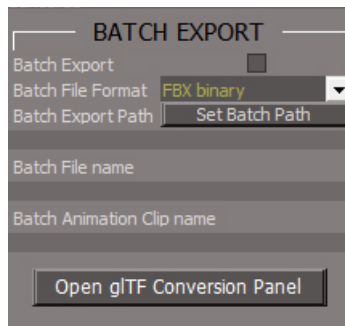 BATCH EXPORT
Batch Export
Batch File Format FBX binary
Batch Export Path Set Batch Path
Batch File name
Batch Animation Clip name
Open glTF Conversion Panel